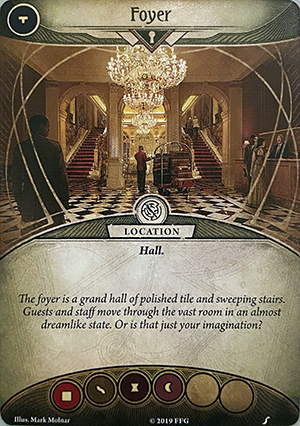 Foyer
LOCATION
Hall.
The foyer is a grand hall of polished tile and sweeping stairs.
Guests and staff move through the vast room in an almost
dreamlike state. Or is that just your imagination?
Illus. Mark Molnar
© 2019 FFG